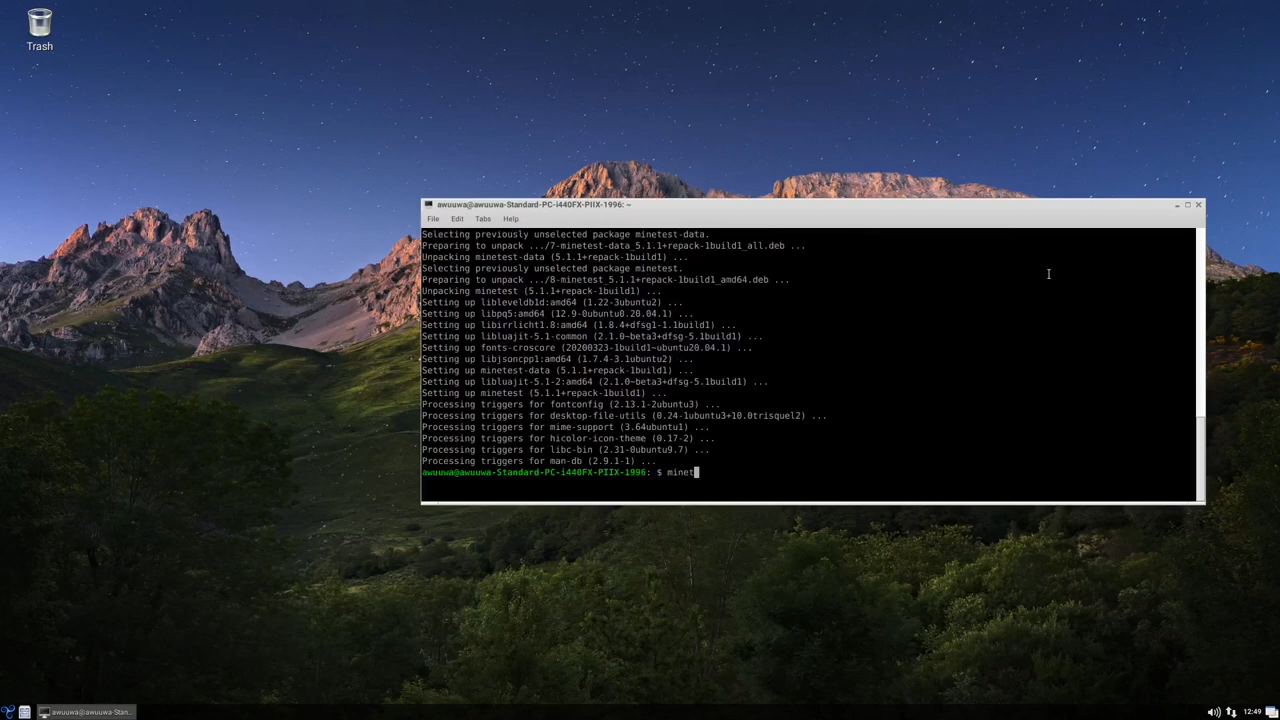 Trash
awuuwa@awuuwa-Standard-PC-i440FX-PIIX-1996: ~
File Edit Tabs Help
Selecting previously unselected package minetest-data.
Preparing to unpack .../7-minetest-data_5.1.1+repack-1build1_all.deb ...
Unpacking minetest-data (5.1.1+repack-1build1) ...
Selecting previously unselected package minetest.
Preparing to unpack .../8-minetest_5.1.1+repack-1build1_amd64.deb ...
Unpacking minetest (5.1.1+repack-1build1) ...
Setting up libleveldb1d:amd64 (1.22-3ubuntu2) ...
Setting up libpq5:amd64 (12.9-0ubuntu0.20.04.1) ...
Setting up libirrlicht1.8:amd64 (1.8.4+dfsg1-1.1build1) ...
Setting up libluajit-5.1-common (2.1.0~beta3+dfsg-5.1build1) ...
Setting up fonts-croscore (20200323-1build1~ubuntu20.04.1) ...
Setting up libjsoncpp1:amd64 (1.7.4-3.1ubuntu2) ...
Setting up minetest-data (5.1.1+repack-1build1) ...
Setting up libluajit-5.1-2:amd64 (2.1.0~beta3+dfsg-5.1build1) ...
Setting up minetest (5.1.1+repack-1build1) ...
Processing triggers for fontconfig (2.13.1-2ubuntu3) ...
Processing triggers for desktop-file-utils (0.24-1ubuntu3+10.0trisquel2) ...
Processing triggers for mime-support (3.64ubuntu1) ...
Processing triggers for hicolor-icon-theme (0.17-2) ...
Processing triggers for libc-bin (2.31-0ubuntu9.7) ...
Processing triggers for man-db (2.9.1-1) ...
awuuwa@awuuwa-Standard-PC-i440FX-PIIX-1996: $ minet
awuuwa@awuuwa-Stan...
12:49